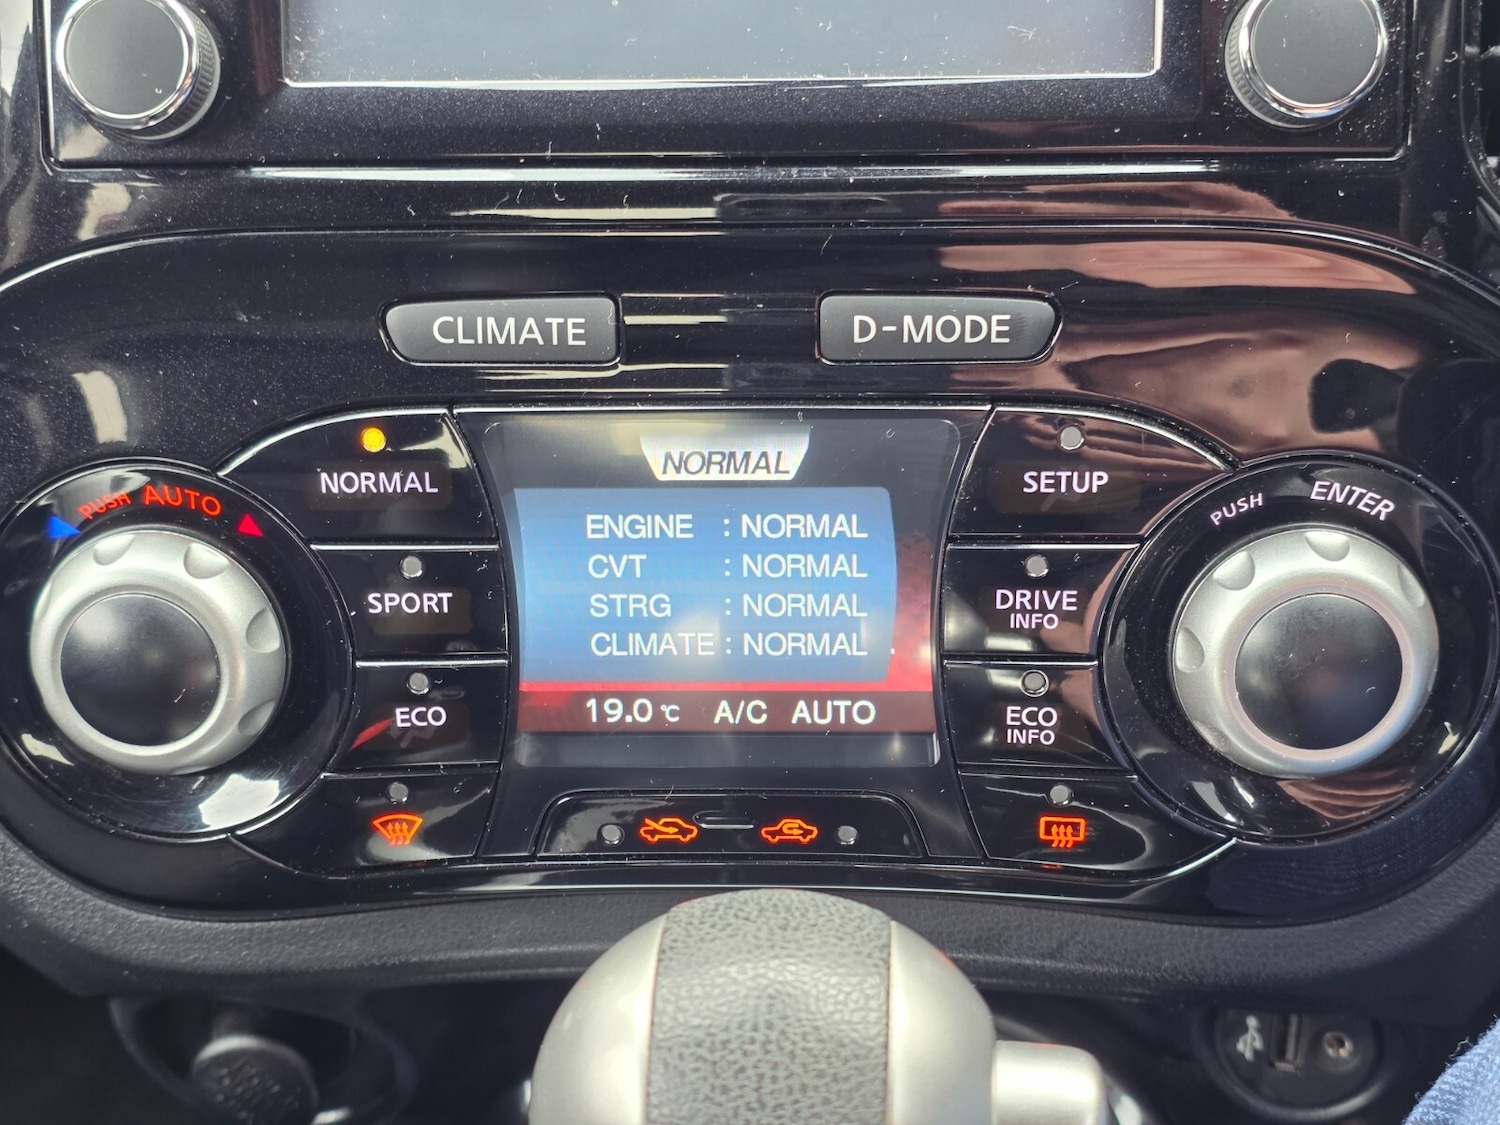 CLIMATE
D-MODE
NORMAL
PUSH AUTO
SPORT
ECO
NORMAL
ENGINE : NORMAL
CVT : NORMAL
STRG : NORMAL
CLIMATE : NORMAL
19.0 °C A/C AUTO
SETUP
DRIVE
INFO
ECO
INFO
PUSH ENTER